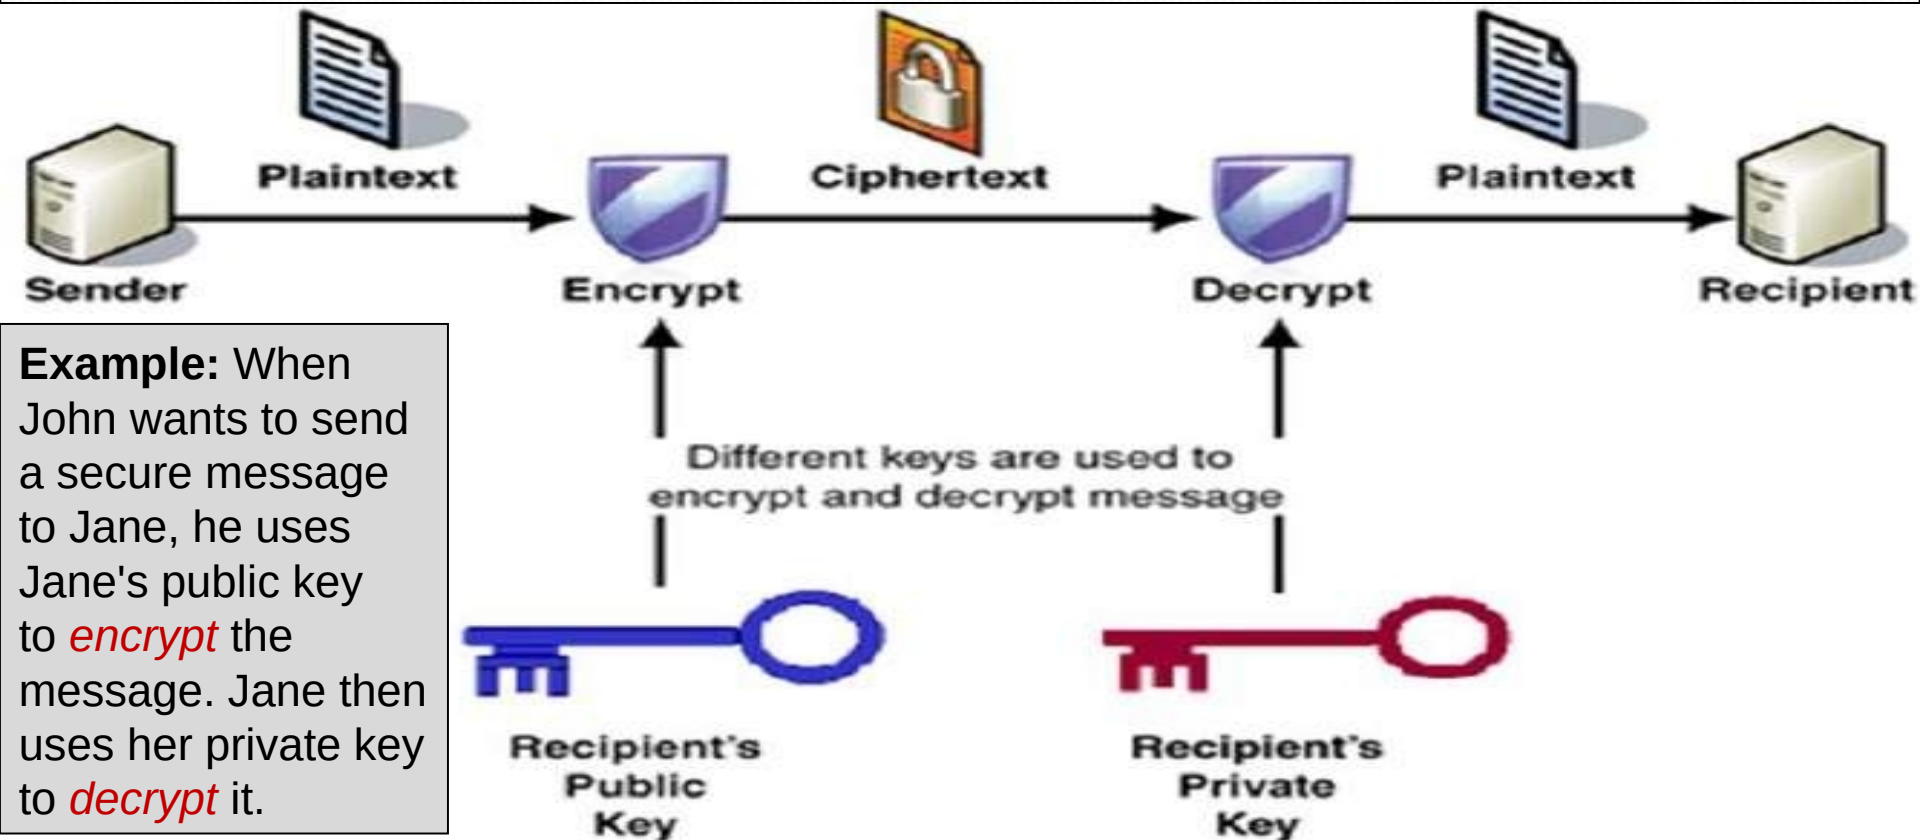 Plaintext
Ciphertext
Plaintext
Sender
Encrypt
Decrypt
Recipient
Example: When
John wants to send
a secure message
to Jane, he uses
Jane's public key
to encrypt the
message. Jane then
uses her private key
to decrypt it.
Different keys are used to
encrypt and decrypt message
Recipient's
Public
Key
Recipient's
Private
Key